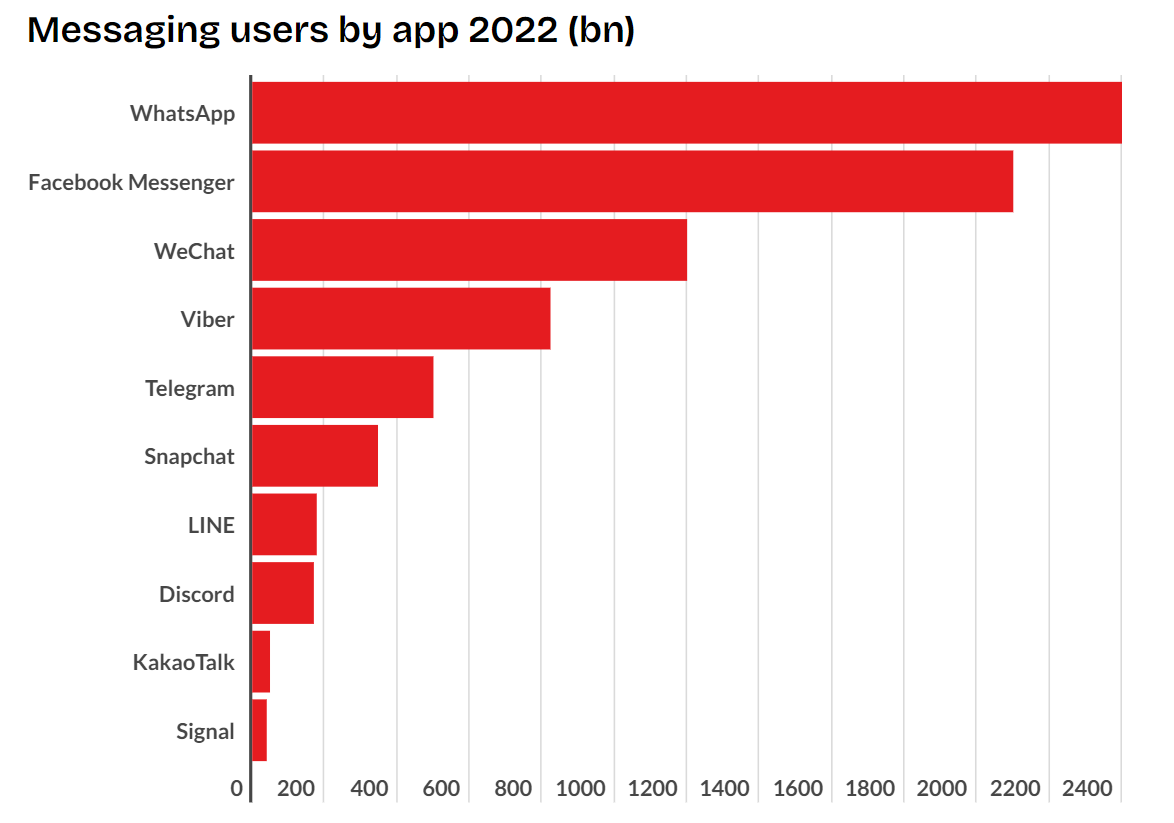 Messaging users by app 2022 (bn)
WhatsApp
Facebook Messenger
WeChat
Viber
Telegram
Snapchat
LINE
Discord
KakaoTalk
Signal
0 200 400 600 800 1000 1200 1400 1600 1800 2000 2200 2400